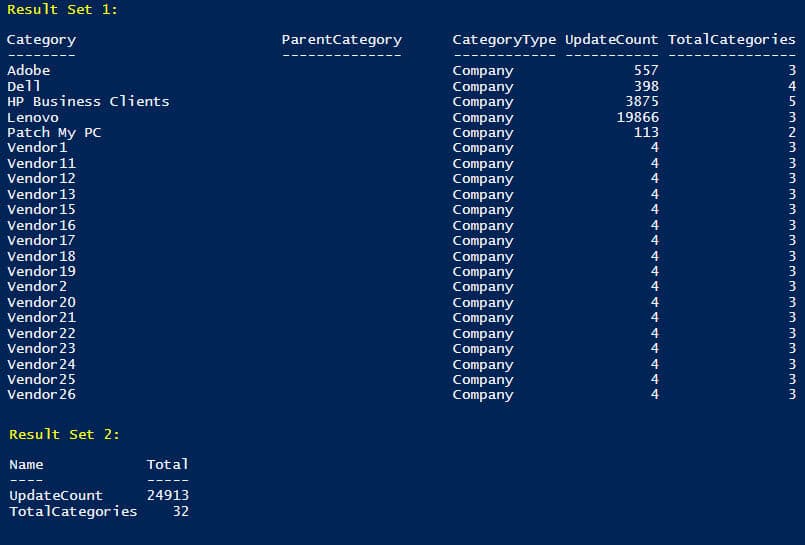 Result Set 1:
Category ParentCategory CategoryType UpdateCount TotalCategories
-------- -------------- ------------ ----------- ---------------
Adobe Company 557 3
Dell Company 398 4
HP Business Clients Company 3875 5
Lenovo Company 19866 3
Patch My PC Company 113 2
Vendor1 Company 4 3
Vendor11 Company 4 3
Vendor12 Company 4 3
Vendor13 Company 4 3
Vendor15 Company 4 3
Vendor16 Company 4 3
Vendor17 Company 4 3
Vendor18 Company 4 3
Vendor19 Company 4 3
Vendor2 Company 4 3
Vendor20 Company 4 3
Vendor21 Company 4 3
Vendor22 Company 4 3
Vendor23 Company 4 3
Vendor24 Company 4 3
Vendor25 Company 4 3
Vendor26 Company 4 3
Result Set 2:
Name Total
---- -----
UpdateCount 24913
TotalCategories 32